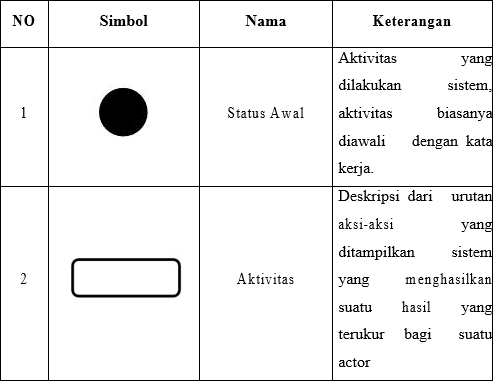 NO Simbol Nama Keterangan
1 Status Awal
Aktivitas yang
dilakukan sistem,
aktivitas biasanya
diawali dengan kata
kerja.
2 Aktivitas
Deskripsi dari urutan
aksi-aksi yang
ditampilkan sistem
yang menghasilkan
suatu hasil yang
terukur bagi suatu
actor